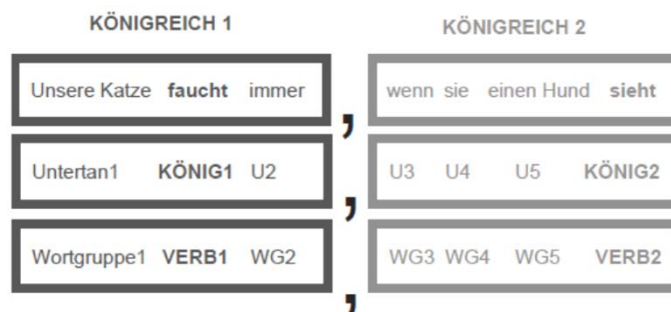 KÖNIGREICH 1 KÖNIGREICH 2
Unsere Katze faucht immer , wenn sie einen Hund sieht
Untertan1 KÖNIG1 U2 , U3 U4 U5 KÖNIG2
Wortgruppe1 VERB1 WG2 , WG3 WG4 WG5 VERB2